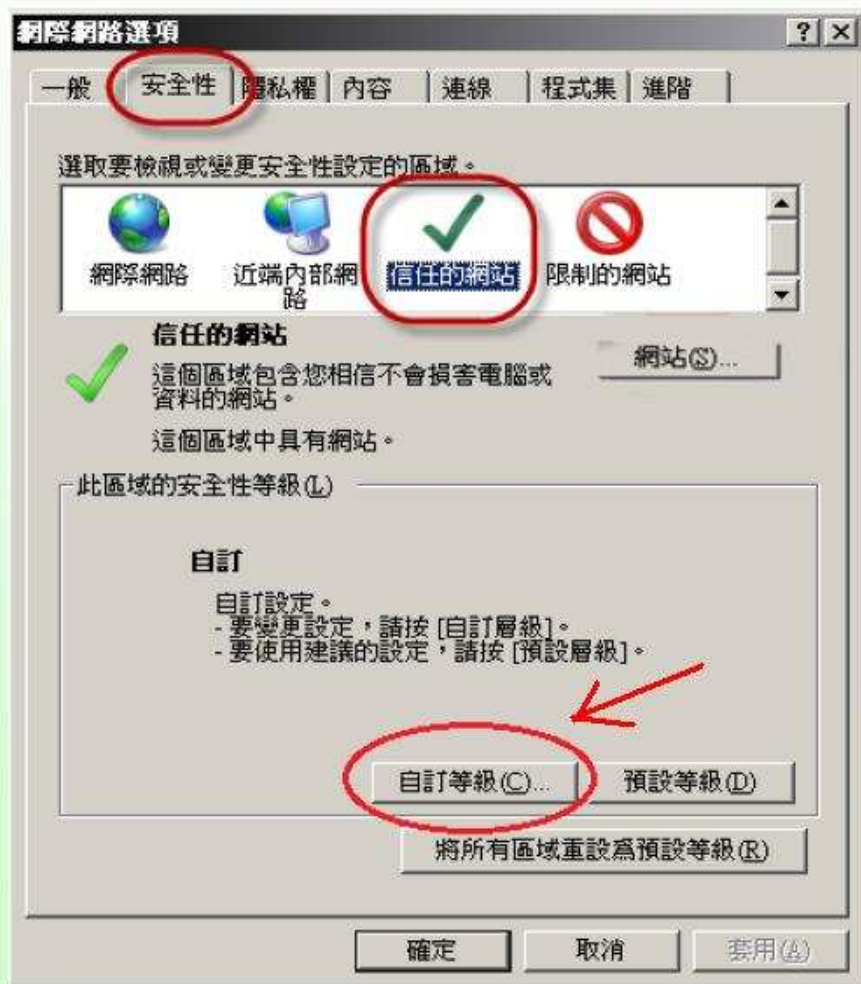 網際網路選項
一般 安全性 隱私權 內容 連線 程式集 進階
選取要檢視或變更安全性設定的區域。
網際網路 近端內部網路 信任的網站 限制的網站
信任的網站
網站(S)...
這個區域包含您相信不會損害電腦或
資料的網站。
這個區域中具有網站。
此區域的安全性等級(L)
自訂
自訂設定。
- 要變更設定，請按 [自訂層級]。
- 要使用建議的設定，請按 [預設層級]。
自訂等級(C)... 預設等級(D)
將所有區域重設為預設等級(R)
確定 取消 套用(A)